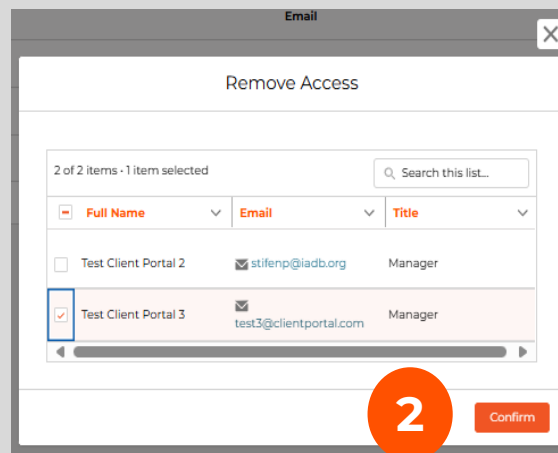 Email
Remove Access
2 of 2 items • 1 item selected
Search this list...
Full Name Email Title
Test Client Portal 2 stifenp@iadb.org Manager
Test Client Portal 3 test3@clientportal.com Manager
2
Confirm